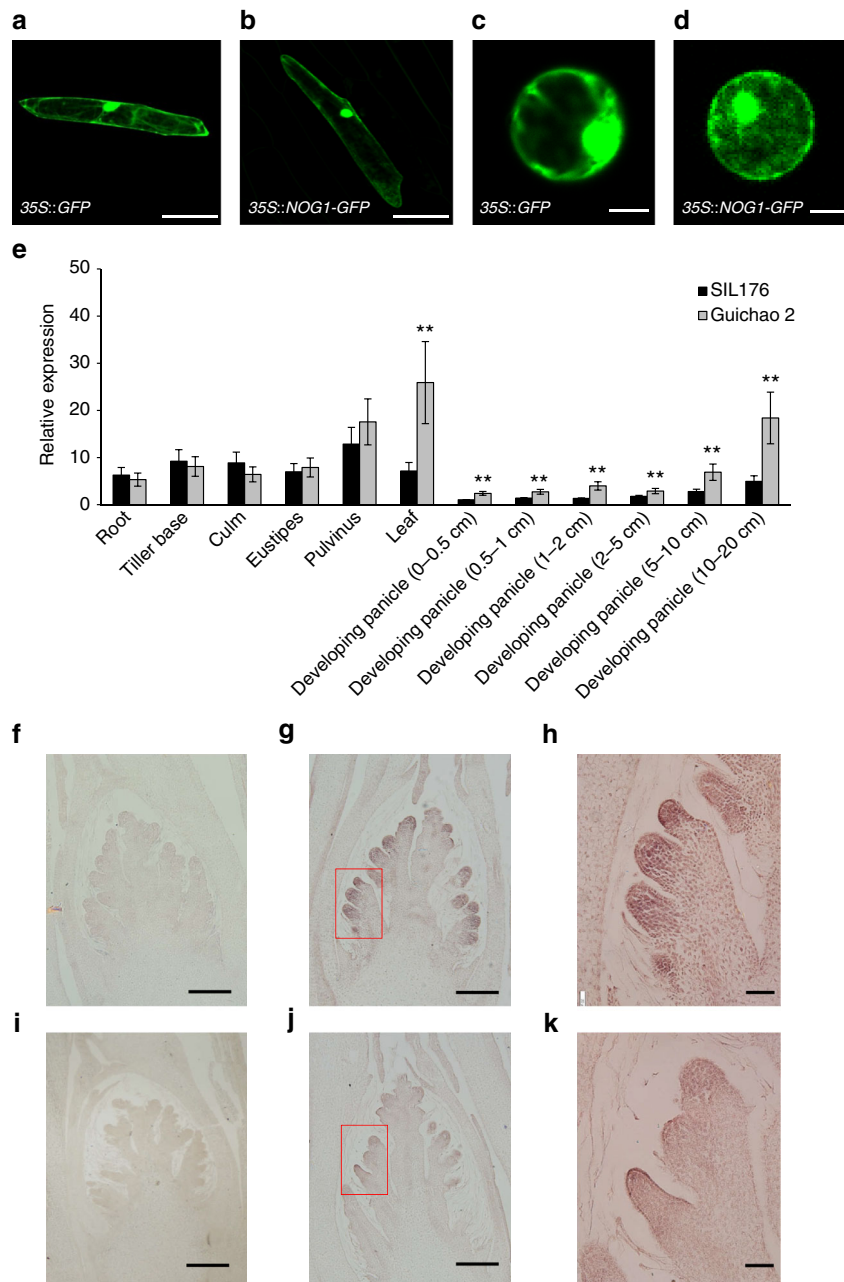 a
b
c
d
35S::GFP
35S::NOG1-GFP
35S::GFP
35S::NOG1-GFP
e
50
40
30
20
10
0
Relative expression
SIL176
Guichao 2
**
**
**
**
**
**
**
Root
Tiller base
Culm
Eustipes
Pulvinus
Leaf
Developing panicle (0–0.5 cm)
Developing panicle (0.5–1 cm)
Developing panicle (1–2 cm)
Developing panicle (2–5 cm)
Developing panicle (5–10 cm)
Developing panicle (10–20 cm)
f
g
h
i
j
k